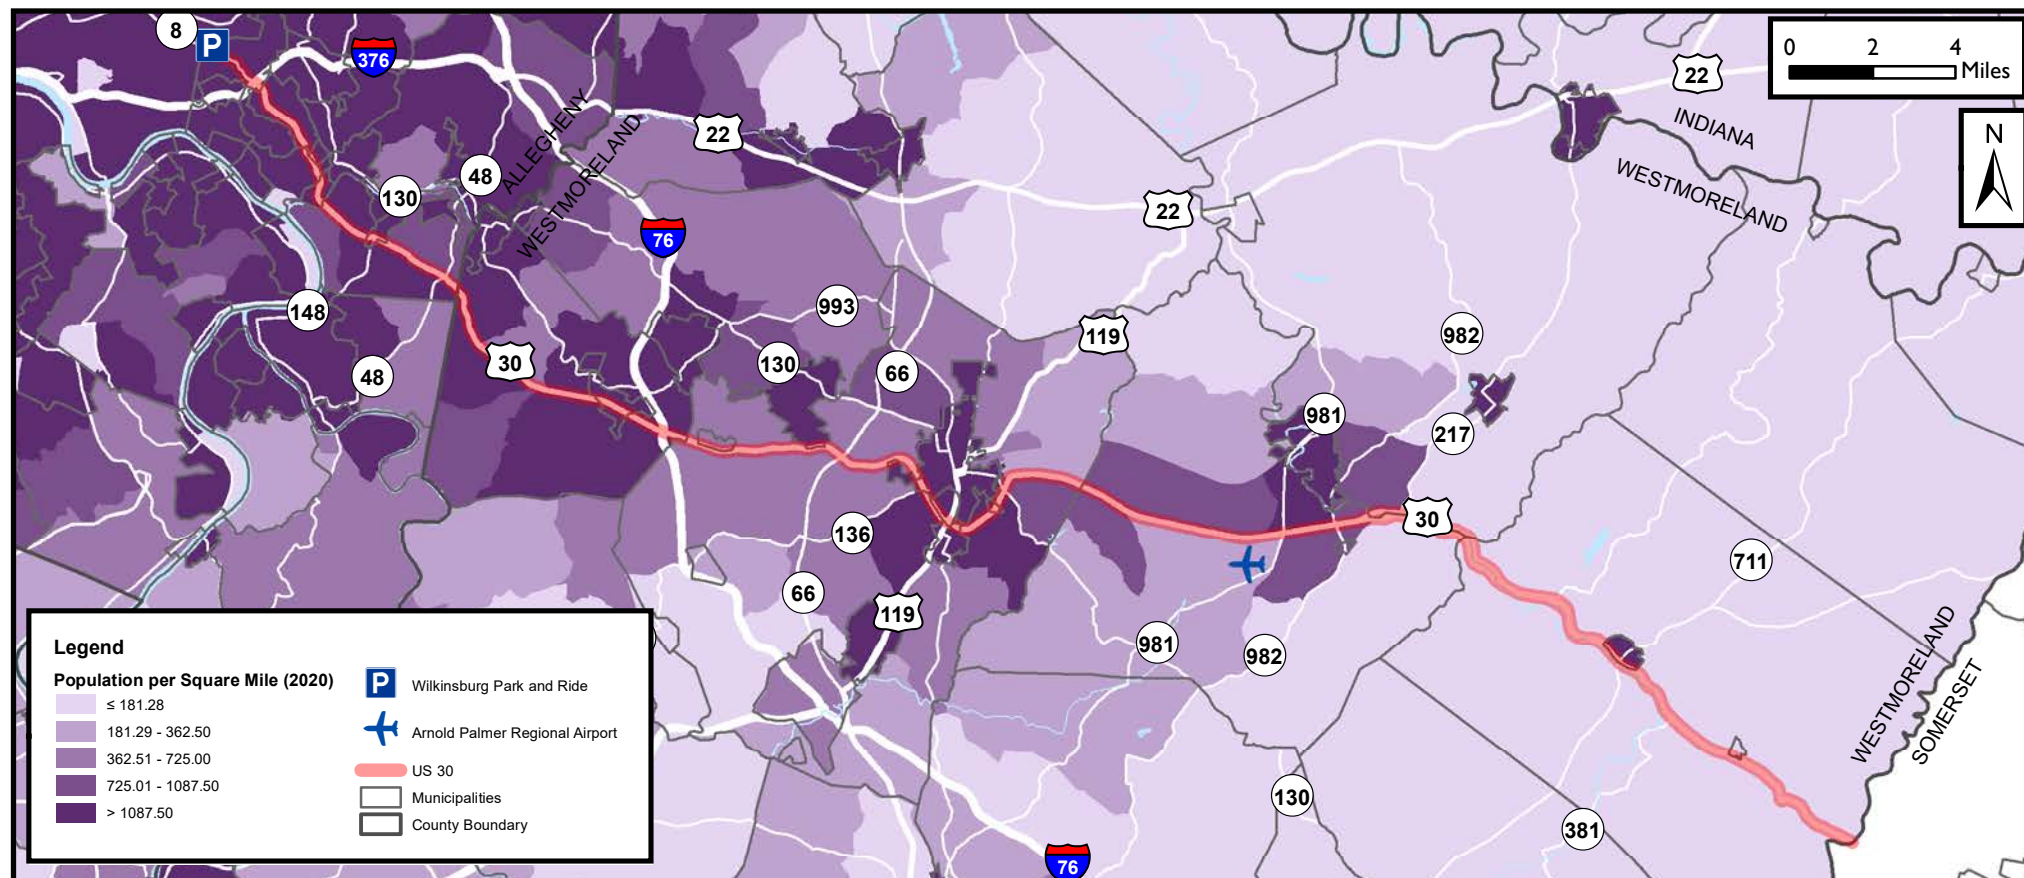 8
P
376
22
22
0 2 4
Miles
INDIANA
N
ALLEGHENY
WESTMORELAND
48
130
WESTMORELAND
22
76
148
993
119
982
30
48
130
66
981
217
136
30
711
66
119
981
982
WESTMORELAND
SOMERSET
130
381
76
Legend
Population per Square Mile (2020)
≤ 181.28
181.29 - 362.50
362.51 - 725.00
725.01 - 1087.50
> 1087.50
P Wilkinsburg Park and Ride
Arnold Palmer Regional Airport
US 30
Municipalities
County Boundary